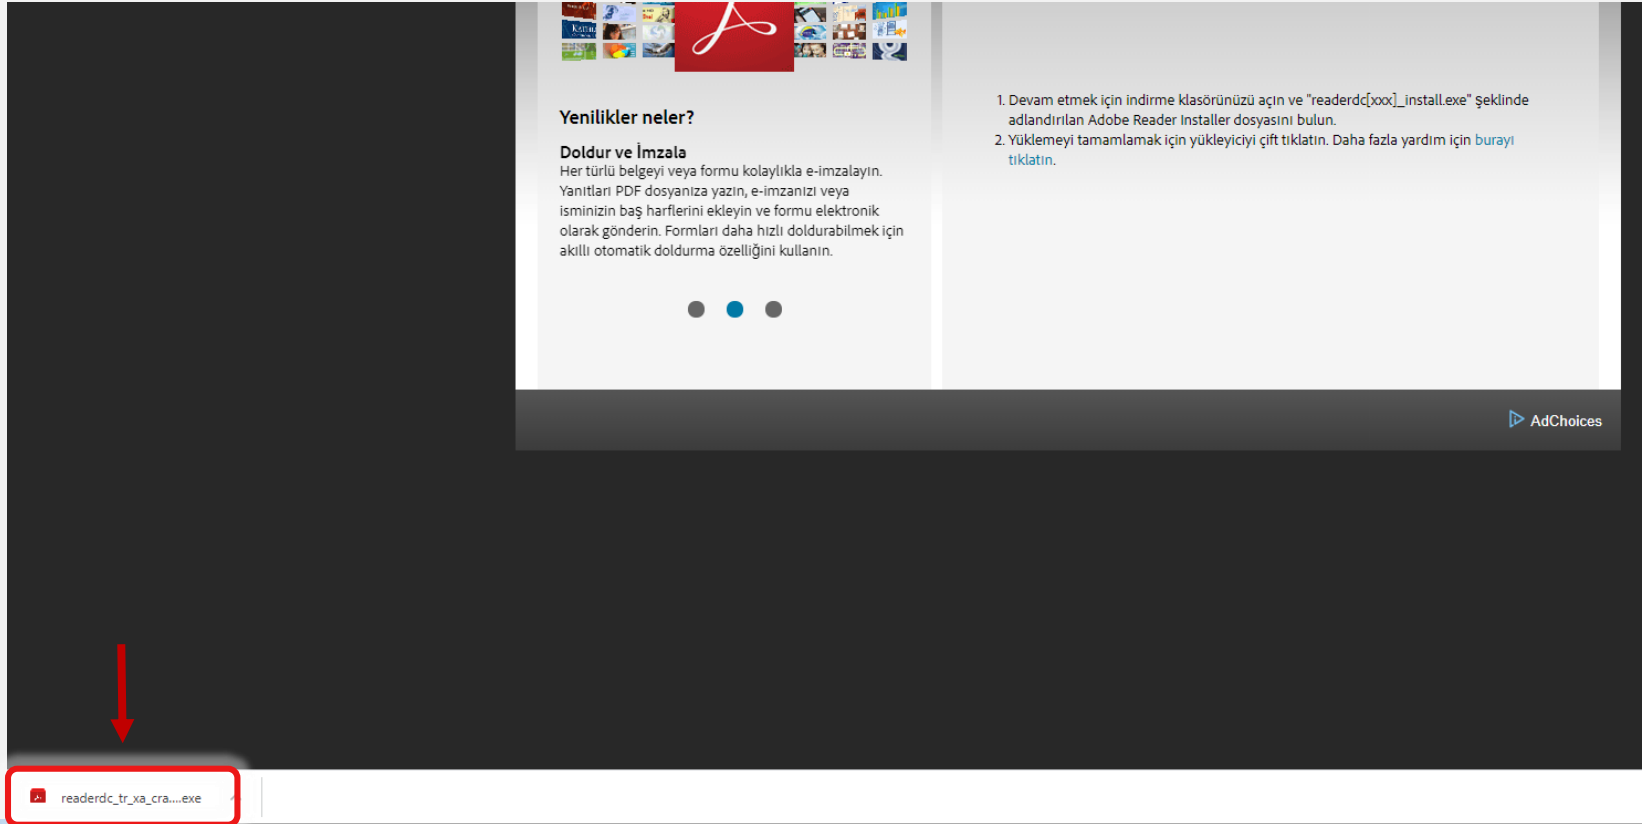 Yenilikler neler?
Doldur ve İmzala
Her türlü belgeyi veya formu kolaylıkla e-imzalayın.
Yanıtları PDF dosyanıza yazın, e-imzanızı veya
isminizin baş harflerini ekleyin ve formu elektronik
olarak gönderin. Formları daha hızlı doldurabilmek için
akıllı otomatik doldurma özelliğini kullanın.
1. Devam etmek için indirme klasörünüzü açın ve "readerdc[xxx]_install.exe" şeklinde
adlandırılan Adobe Reader Installer dosyasını bulun.
2. Yüklemeyi tamamlamak için yükleyiciyi çift tıklatın. Daha fazla yardım için burayı
tıklatın.
AdChoices
readerdc_tr_xa_cra....exe